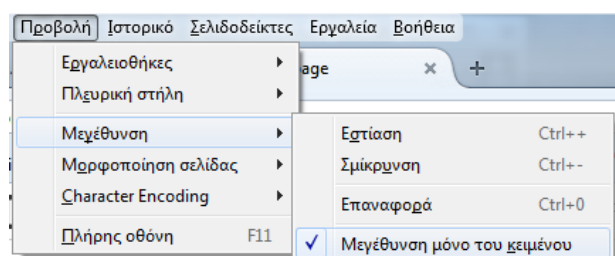 Προβολή Ιστορικό Σελιδοδείκτες Εργαλεία Βοήθεια
Εργαλειοθήκες
age
Πλευρική στήλη
Μεγέθυνση
Μορφοποίηση σελίδας
Character Encoding
Πλήρης οθόνη F11
Εστίαση Ctrl++
Σμίκρυνση Ctrl+-
Επαναφορά Ctrl+0
Μεγέθυνση μόνο του κειμένου